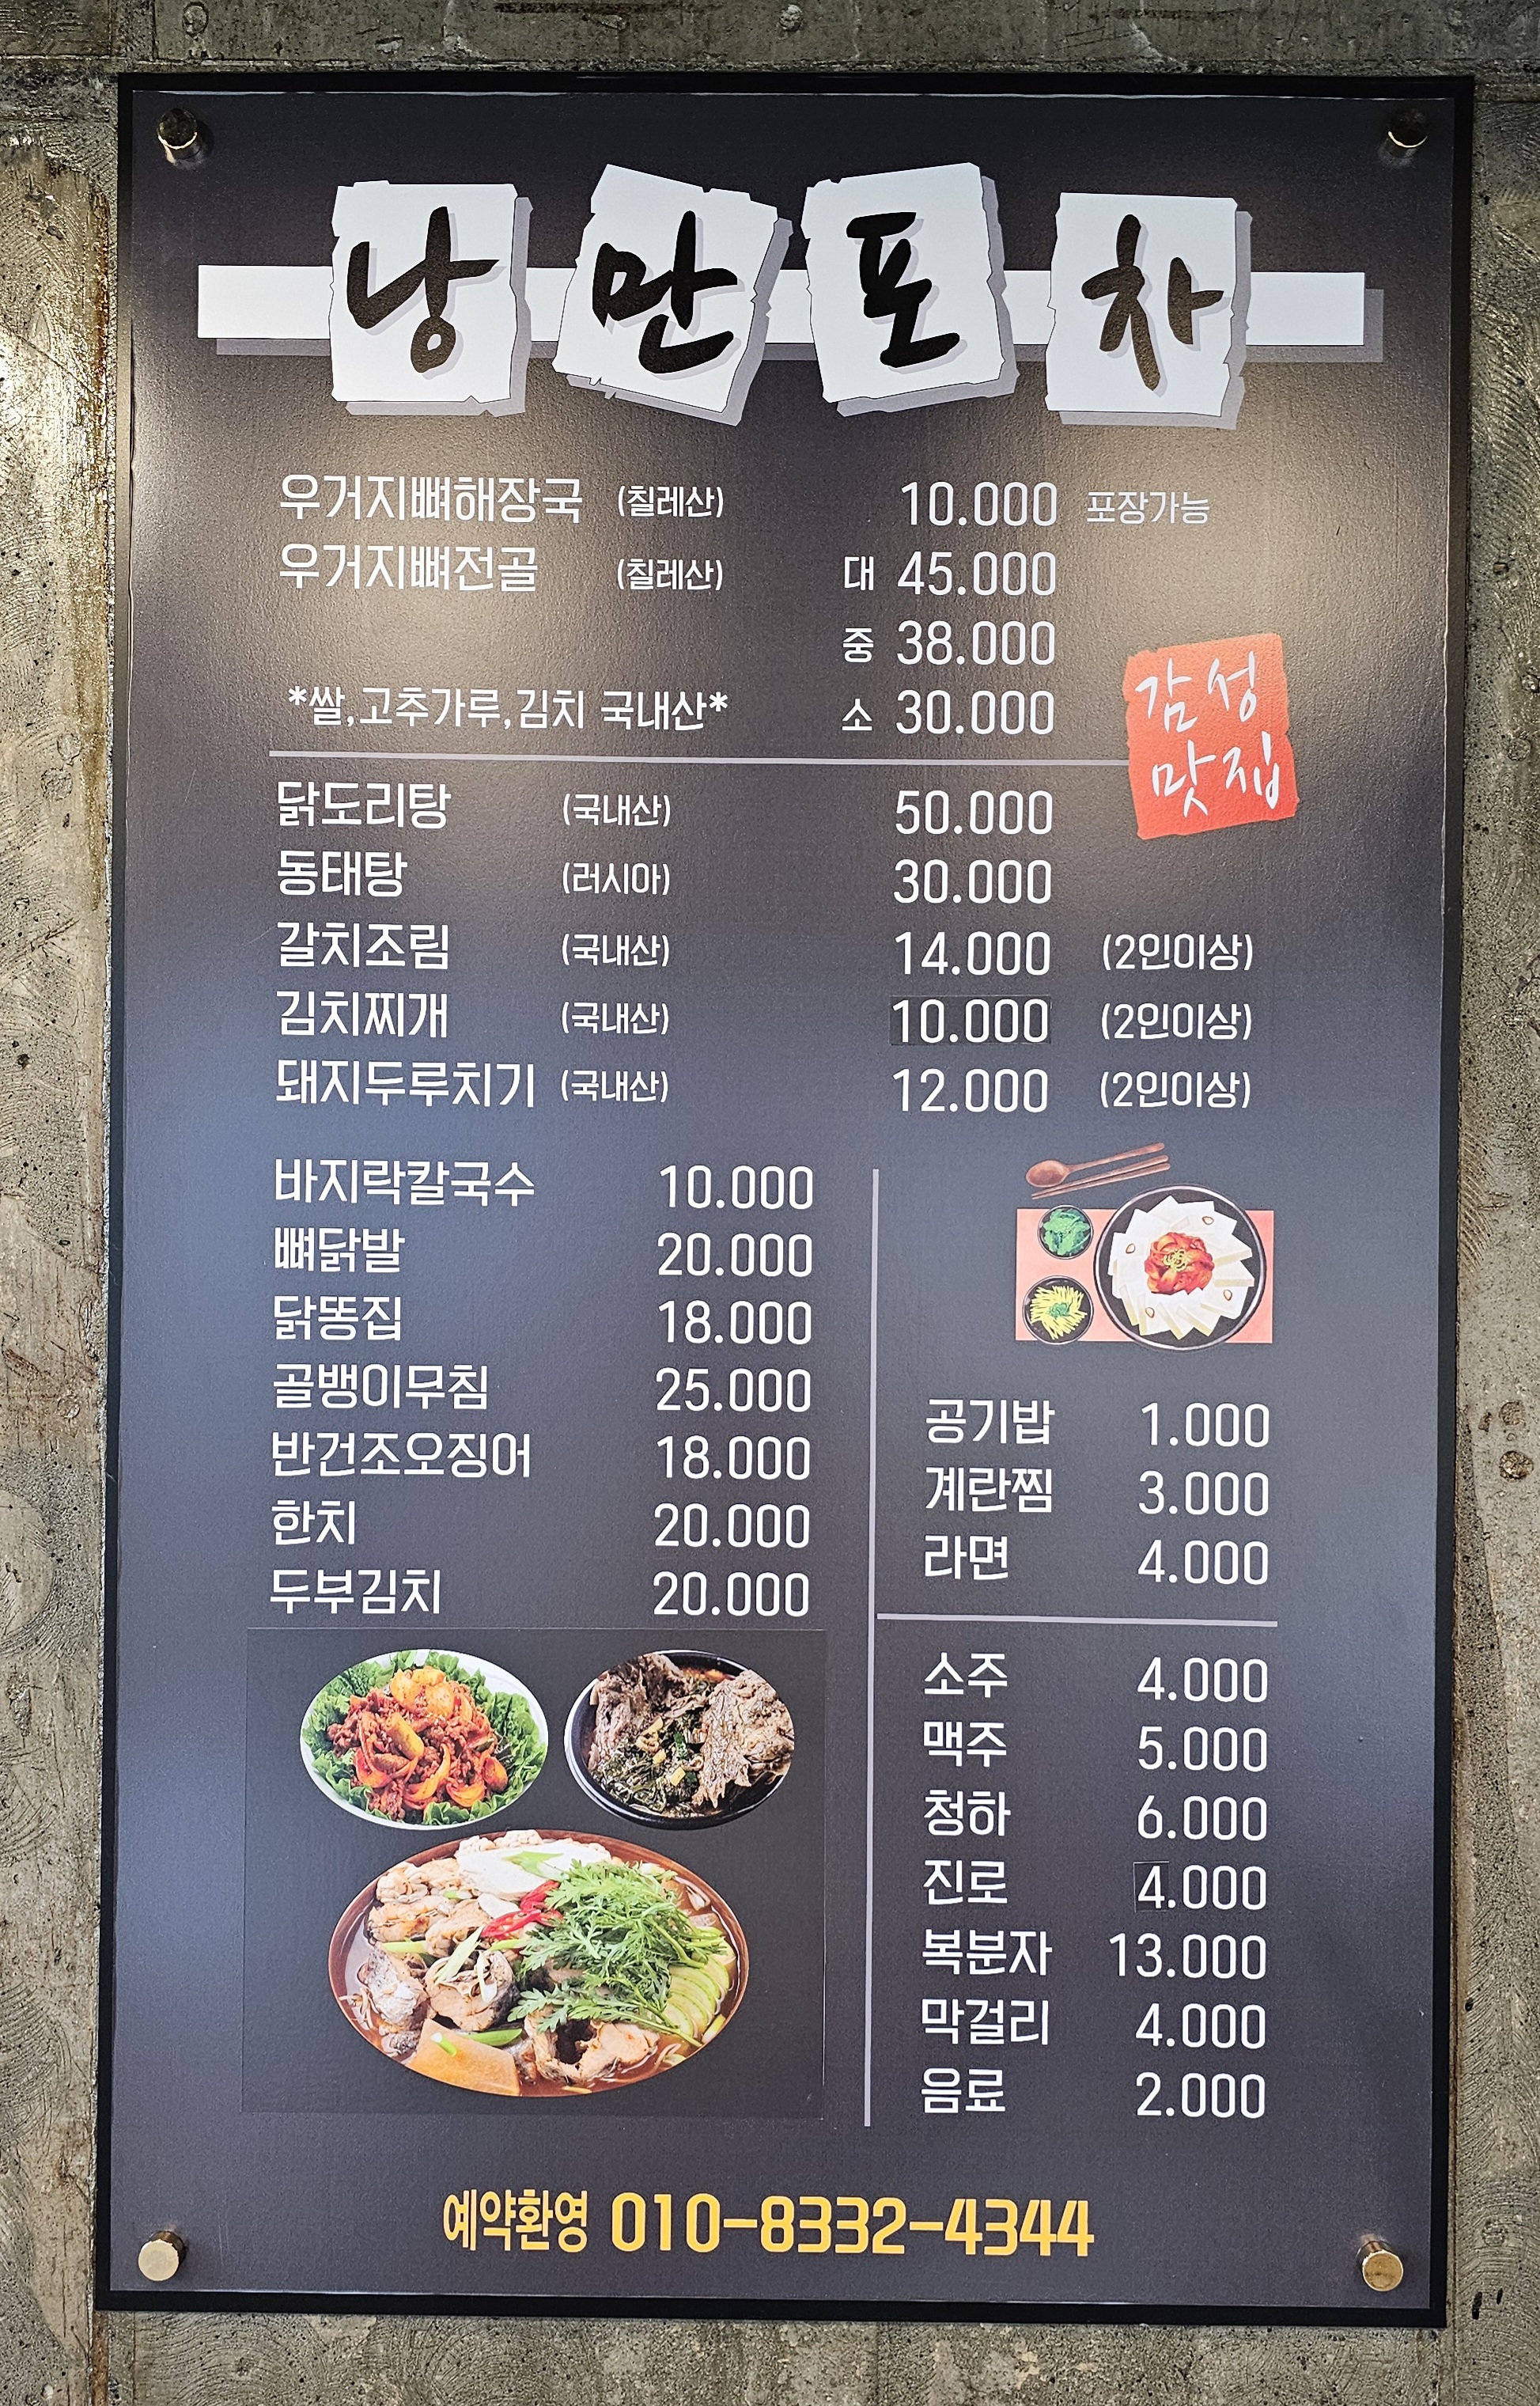 낭만포차
우거지뼈해장국 (칠레산) 10.000 포장가능
우거지뼈전골 (칠레산) 대 45.000
중 38.000
*쌀,고추가루,김치 국내산* 소 30.000
감성
맛집
닭도리탕 (국내산) 50.000
동태탕 (러시아) 30.000
갈치조림 (국내산) 14.000 (2인이상)
김치찌개 (국내산) 10.000 (2인이상)
돼지두루치기 (국내산) 12.000 (2인이상)
바지락칼국수 10.000
뼈닭발 20.000
닭똥집 18.000
골뱅이무침 25.000
반건조오징어 18.000
한치 20.000
두부김치 20.000
공기밥 1.000
계란찜 3.000
라면 4.000
소주 4.000
맥주 5.000
청하 6.000
진로 4.000
복분자 13.000
막걸리 4.000
음료 2.000
예약환영 010-8332-4344